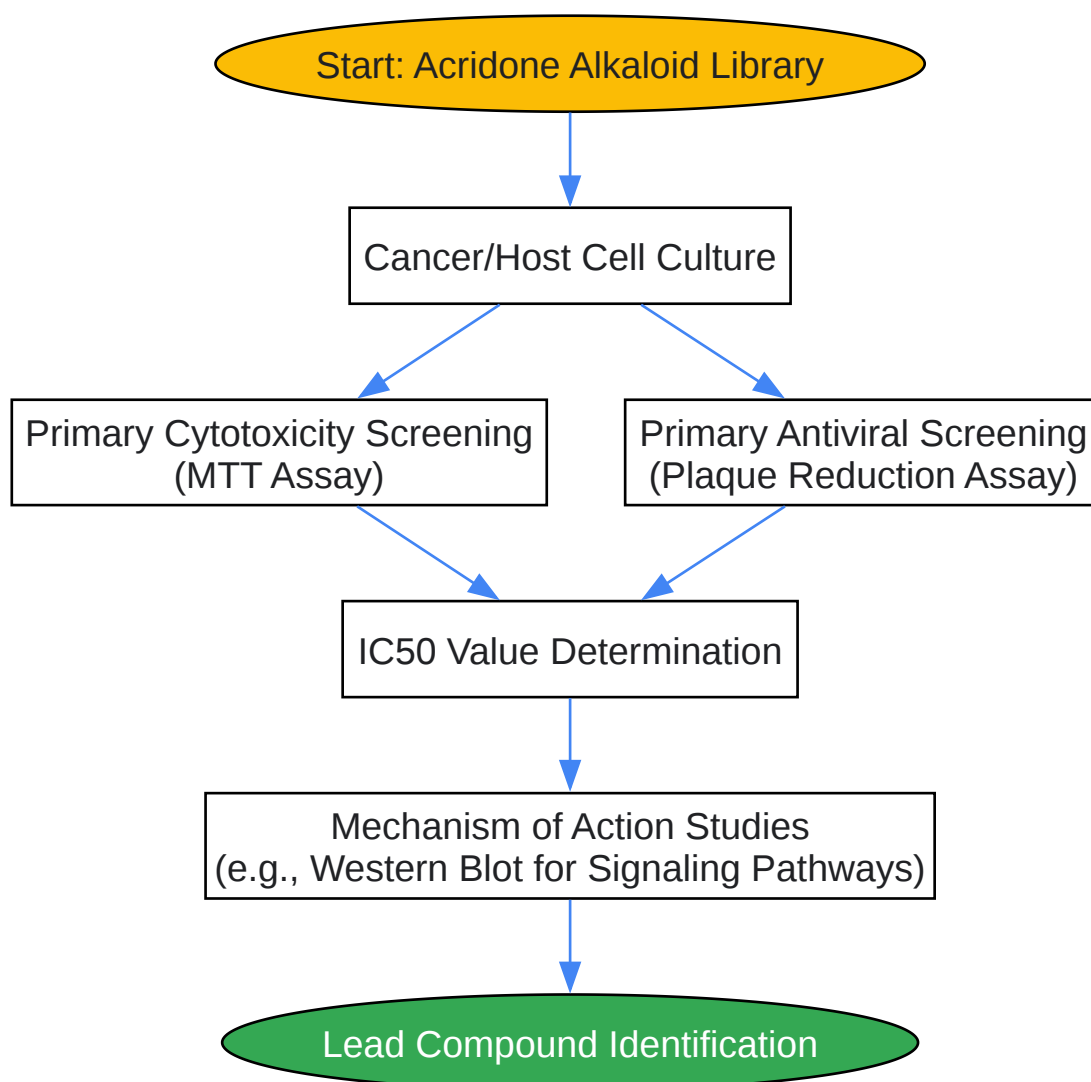 Start: Acridone Alkaloid Library
Cancer/Host Cell Culture
Primary Cytotoxicity Screening
(MTT Assay)
Primary Antiviral Screening
(Plaque Reduction Assay)
IC50 Value Determination
Mechanism of Action Studies
(e.g., Western Blot for Signaling Pathways)
Lead Compound Identification